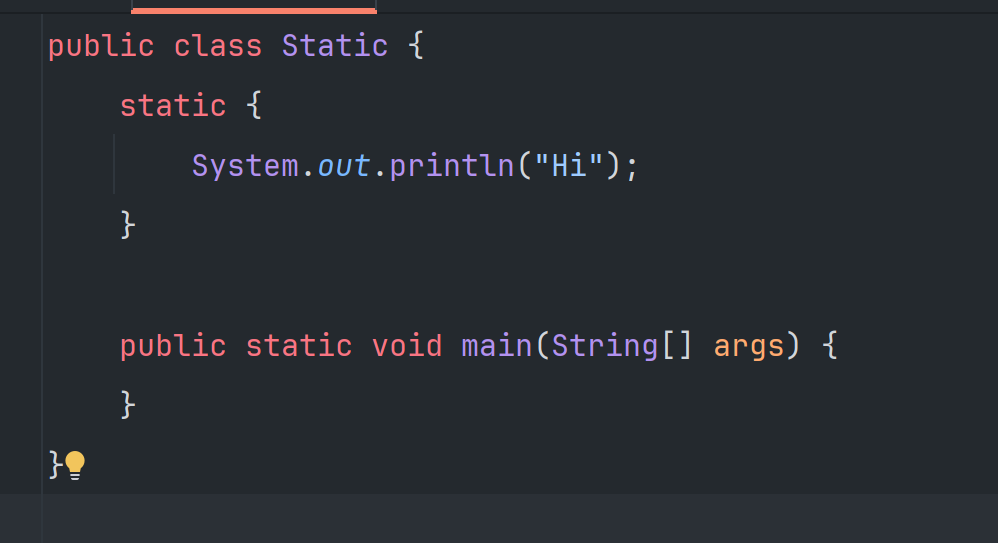 public class Static {
    static {
        System.out.println("Hi");
    }

    public static void main(String[] args) {
    }
}